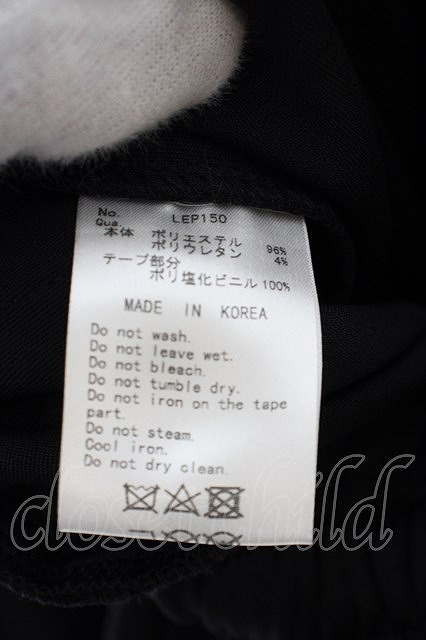 No. LEP150
Qua.
本体 ポリエステル 96%
ポリウレタン 4%
テープ部分
ポリ塩化ビニル 100%
MADE IN KOREA
Do not wash.
Do not leave wet.
Do not bleach.
Do not tumble dry.
Do not iron on the tape
part.
Do not steam.
Cool iron.
Do not dry clean.
closet child